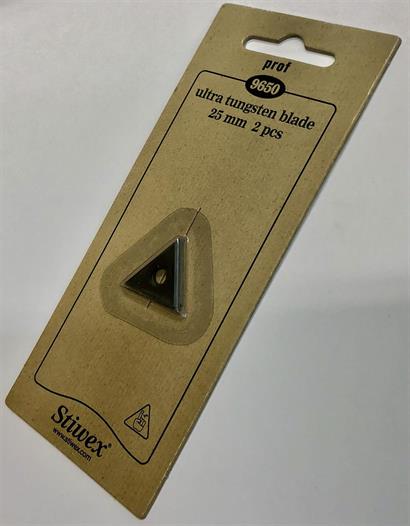 prof
9650
ultra tungsten blade
25 mm 2 pcs
Stiwex®
www.stiwex.com